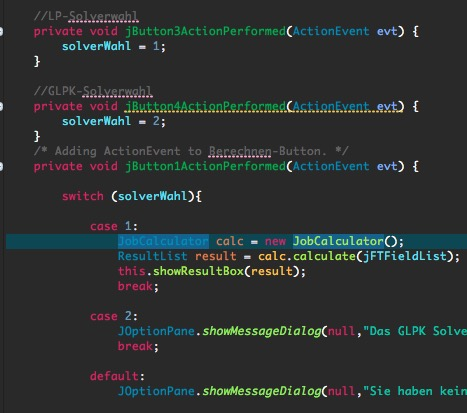 //LP-Solverwahl
private void jButton3ActionPerformed(ActionEvent evt) {
solverWahl = 1;
}
//GLPK-Solverwahl
private void jButton4ActionPerformed(ActionEvent evt) {
solverWahl = 2;
}
/* Adding ActionEvent to Berechnen-Button. */
private void jButton1ActionPerformed(ActionEvent evt) {
switch (solverWahl){
case 1:
JobCalculator calc = new JobCalculator();
ResultList result = calc.calculate(jFTFieldList);
this.showResultBox(result);
break;
case 2:
JOptionPane.showMessageDialog(null,"Das GLPK Solve
break;
default:
JOptionPane.showMessageDialog(null,"Sie haben kein